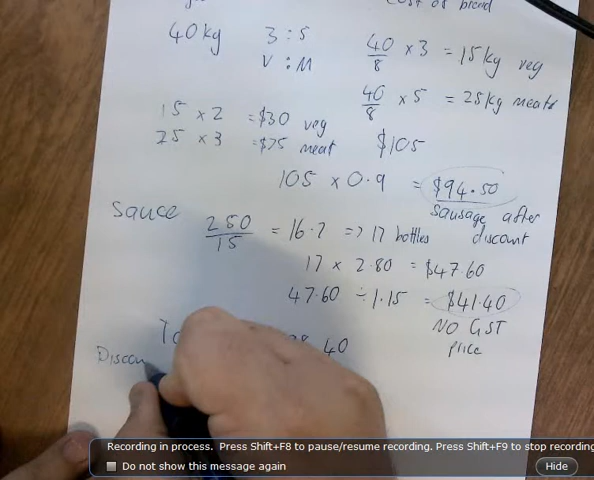 cost of bread
40kg 3 : 5 40/8 × 3 = 15kg veg
V : M
40/8 × 5 = 25kg meats
15 × 2 = $30 veg
25 × 3 = $75 meat $105
105 × 0.9 = $94.50
sausage after
discount
Sauce 250/15 = 16.7 => 17 bottles
17 × 2.80 = $47.60
47.60 ÷ 1.15 = $41.40
NO GST
price
40
Discou
Recording in process. Press Shift+F8 to pause/resume recording. Press Shift+F9 to stop recording
Do not show this message again
Hide